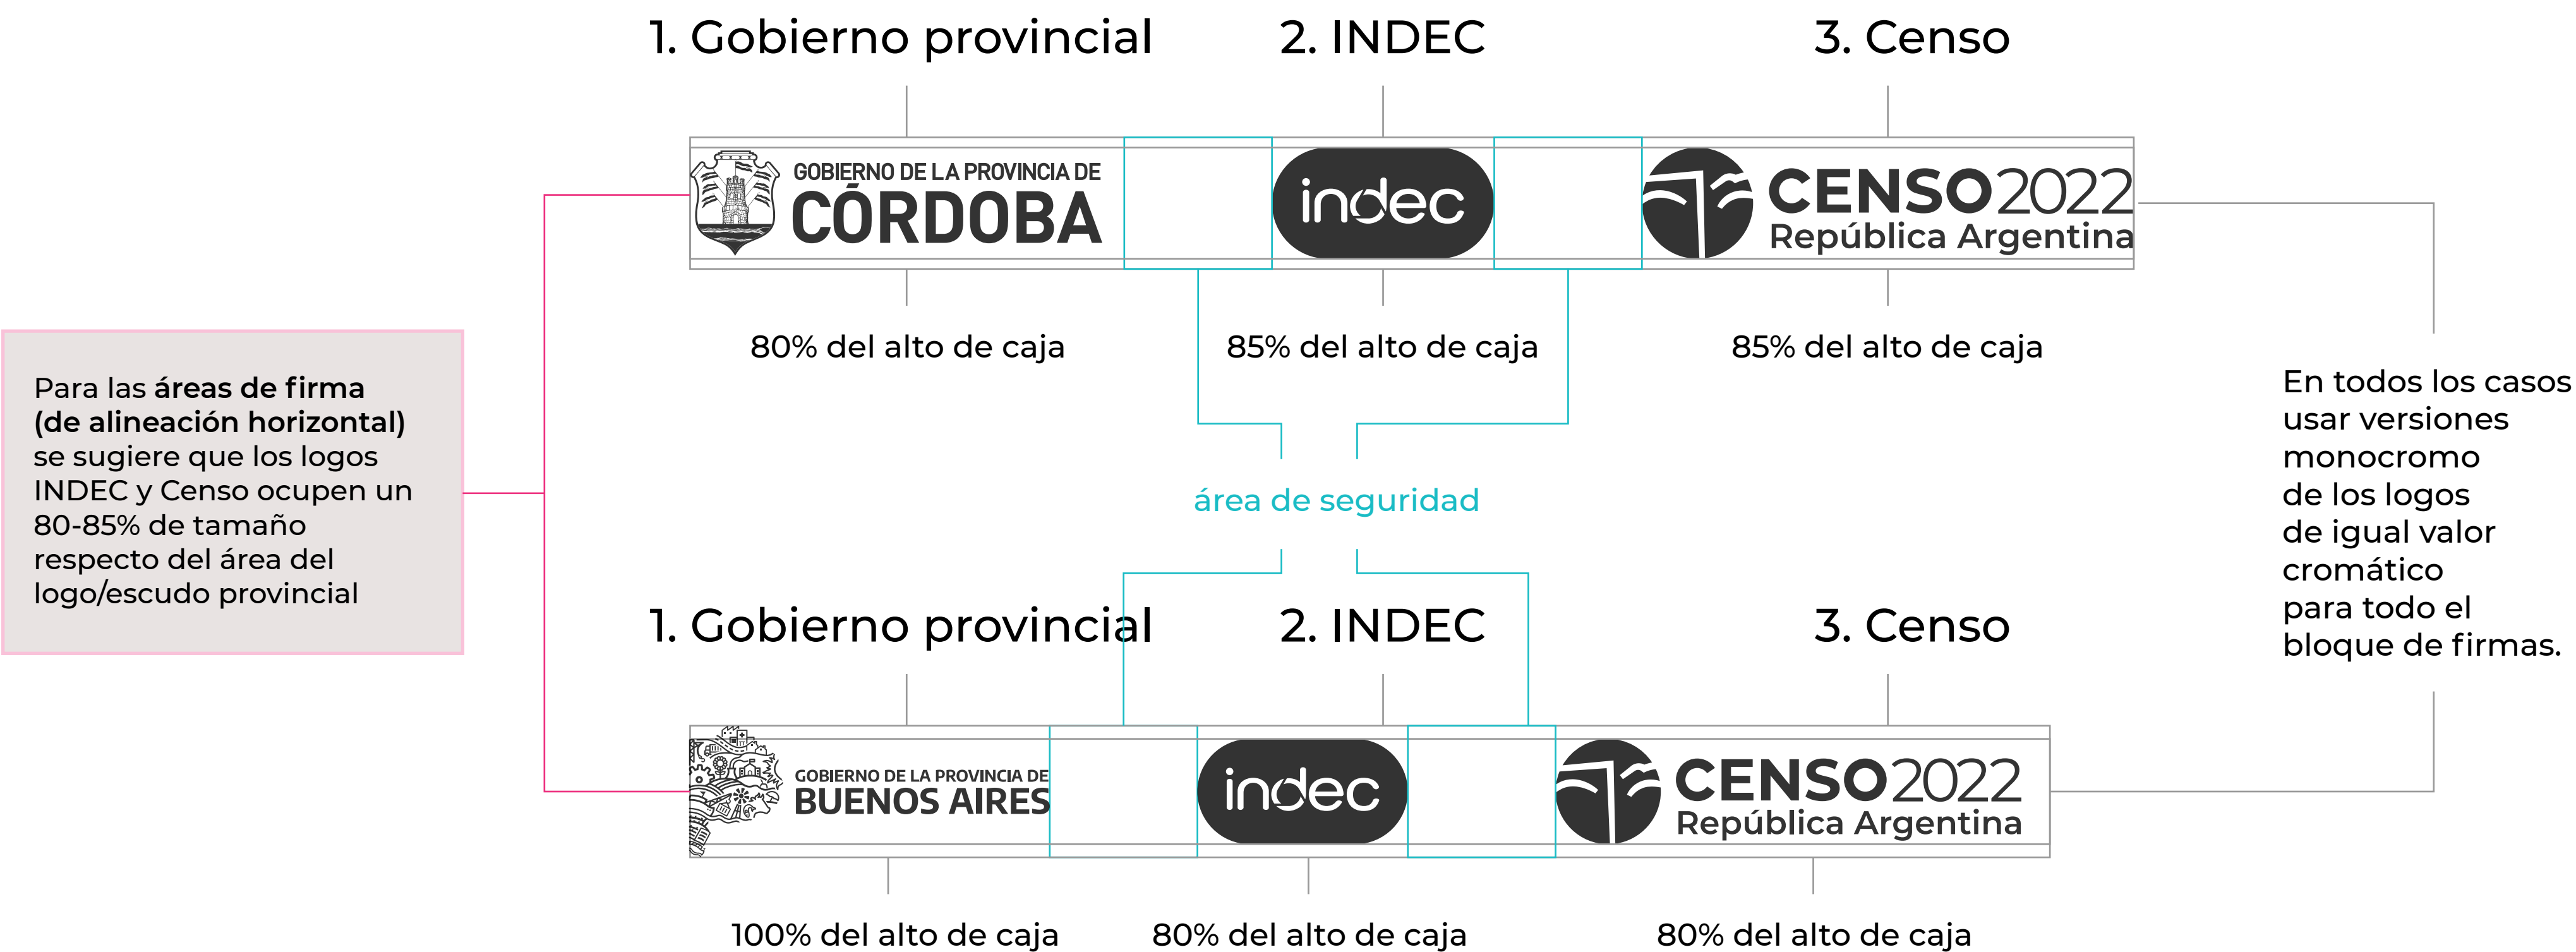 1. Gobierno provincial
2. INDEC
3. Censo
GOBIERNO DE LA PROVINCIA DE
CÓRDOBA
indec
CENSO2022
República Argentina
80% del alto de caja
85% del alto de caja
85% del alto de caja
Para las áreas de firma
(de alineación horizontal)
se sugiere que los logos
INDEC y Censo ocupen un
80-85% de tamaño
respecto del área del
logo/escudo provincial
área de seguridad
En todos los casos
usar versiones
monocromo
de los logos
de igual valor
cromático
para todo el
bloque de firmas.
1. Gobierno provincial
2. INDEC
3. Censo
GOBIERNO DE LA PROVINCIA DE
BUENOS AIRES
indec
CENSO2022
República Argentina
100% del alto de caja
80% del alto de caja
80% del alto de caja